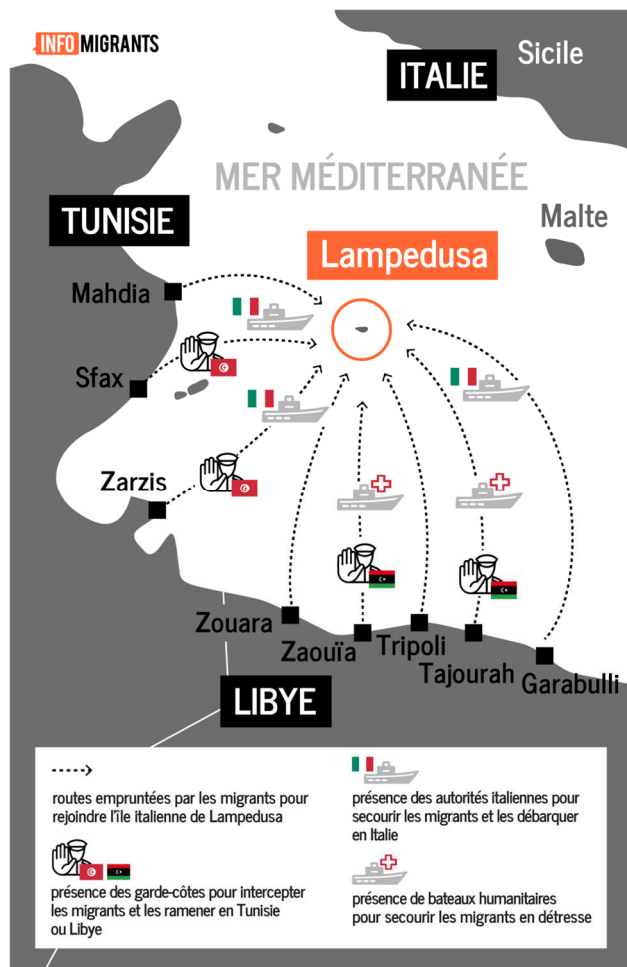 INFO MIGRANTS
Sicile
ITALIE
MER MÉDITERRANÉE
TUNISIE
Malte
Lampedusa
Mahdia
Sfax
Zarzis
Zouara
Zaouïa
Tripoli
Tajourah
Garabulli
LIBYE
routes empruntées par les migrants pour
rejoindre l'île italienne de Lampedusa
présence des garde-côtes pour intercepter
les migrants et les ramener en Tunisie
ou Libye
présence des autorités italiennes pour
secourir les migrants et les débarquer
en Italie
présence de bateaux humanitaires
pour secourir les migrants en détresse